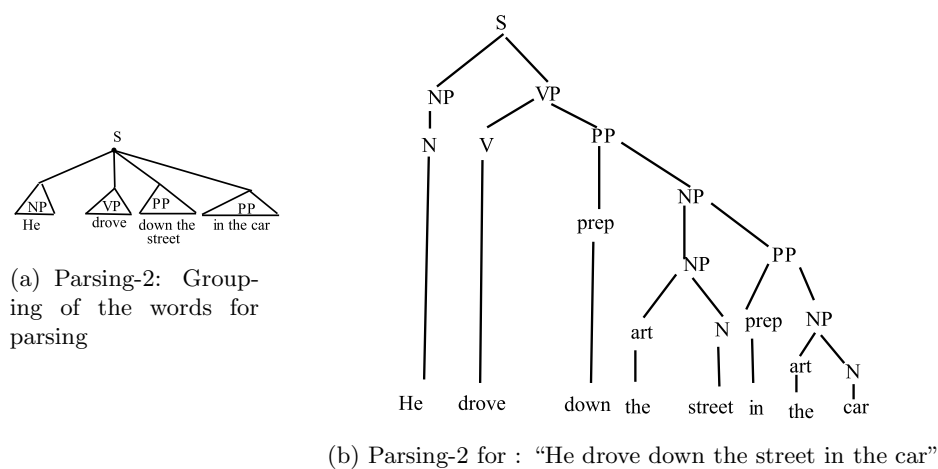 S
NP VP PP PP
He drove down the in the car
street
(a) Parsing-2: Group-
ing of the words for
parsing
S
NP VP
N V PP
NP
prep
NP PP
art N prep NP
art N
He drove down the street in the car
(b) Parsing-2 for : “He drove down the street in the car”